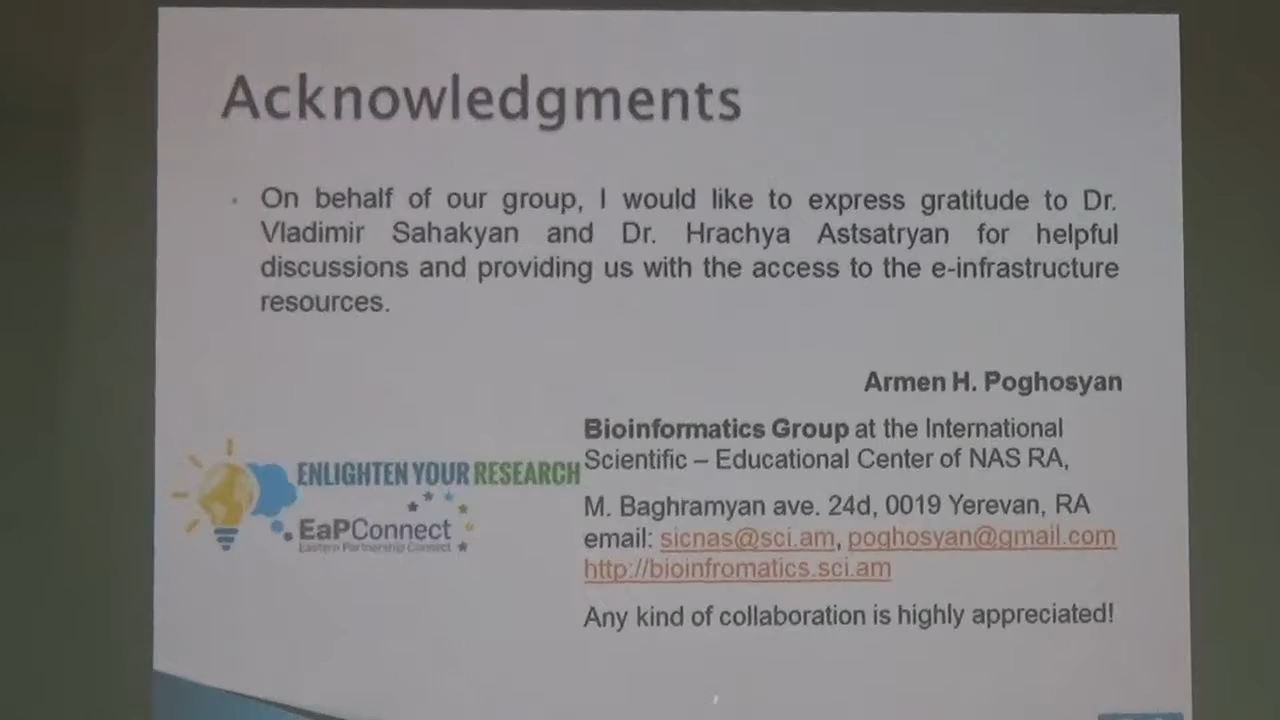 Acknowledgments
On behalf of our group, I would like to express gratitude to Dr.
Vladimir Sahakyan and Dr. Hrachya Astsatryan for helpful
discussions and providing us with the access to the e-infrastructure
resources.
Armen H. Poghosyan
Bioinformatics Group at the International
Scientific – Educational Center of NAS RA,
M. Baghramyan ave. 24d, 0019 Yerevan, RA
email: sicnas@sci.am, poghosyan@gmail.com
http://bioinfromatics.sci.am
Any kind of collaboration is highly appreciated!
ENLIGHTEN YOUR RESEARCH
EaPConnect
Eastern Partnership Connect